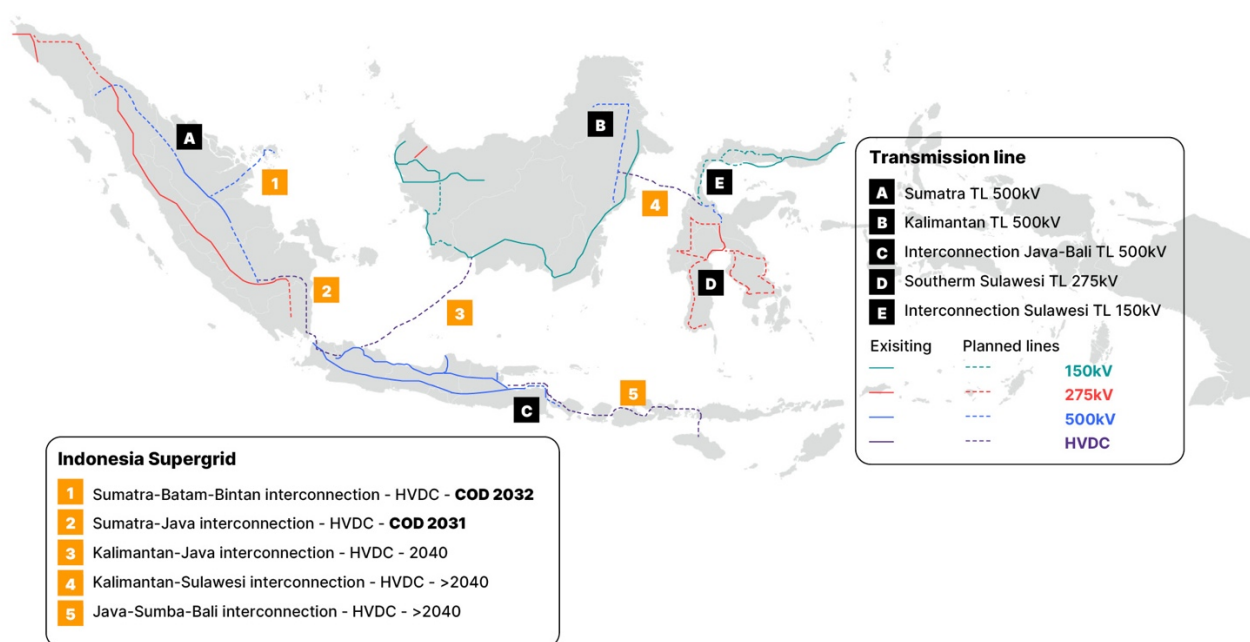 A
1
B
4
E
D
2
3
C
5
Transmission line
A Sumatra TL 500kV
B Kalimantan TL 500kV
C Interconnection Java-Bali TL 500kV
D Southerm Sulawesi TL 275kV
E Interconnection Sulawesi TL 150kV
Exisiting Planned lines
150kV
275kV
500kV
HVDC
Indonesia Supergrid
1 Sumatra-Batam-Bintan interconnection - HVDC - COD 2032
2 Sumatra-Java interconnection - HVDC - COD 2031
3 Kalimantan-Java interconnection - HVDC - 2040
4 Kalimantan-Sulawesi interconnection - HVDC - >2040
5 Java-Sumba-Bali interconnection - HVDC - >2040